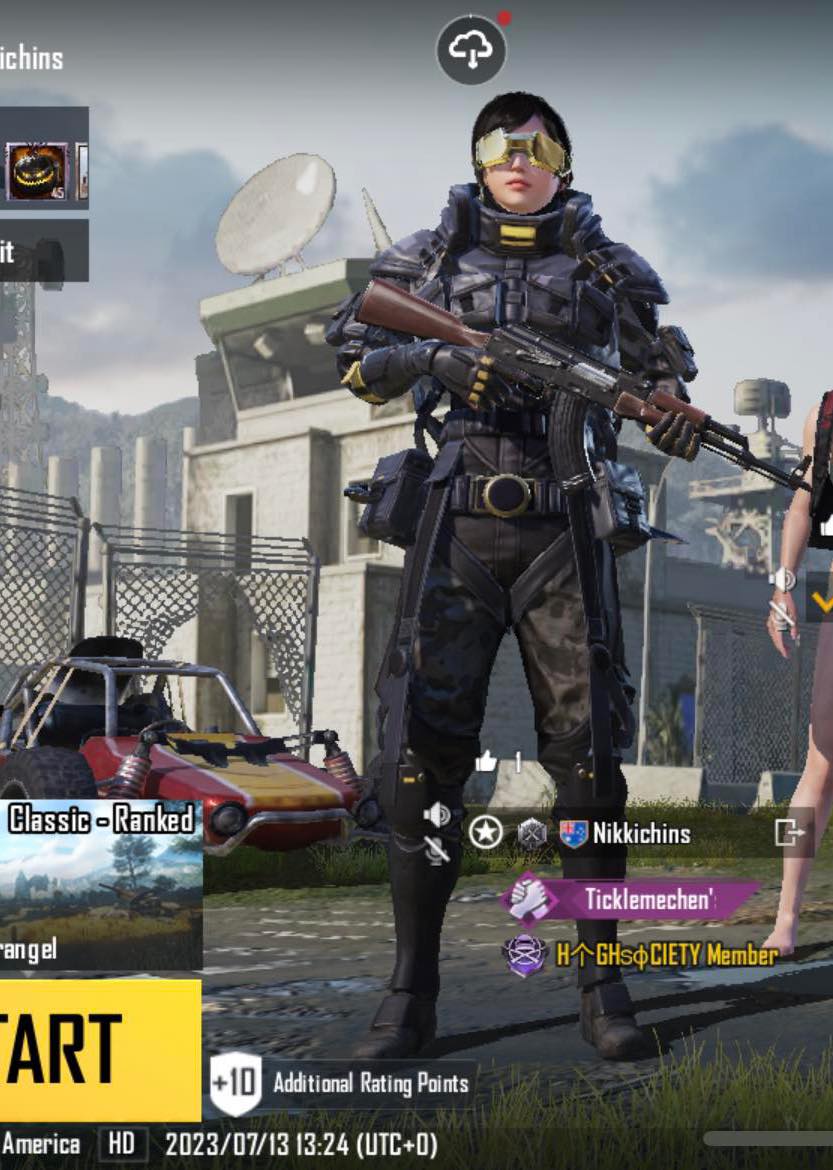 ichins
it
1
Classic - Ranked
Nikkichins
Ticklemechen'
rangel
H个GHsφCIETY Member
TART
+10 Additional Rating Points
America HD 2023/07/13 13:24 (UTC+0)